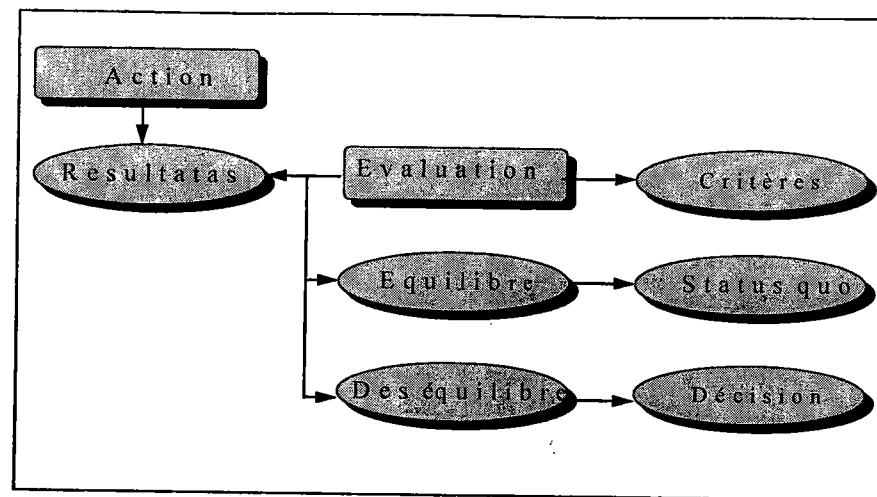 Action
Resultatas
Evaluation
Critères
Equilibre
Status quo
Des équilibre
Décision